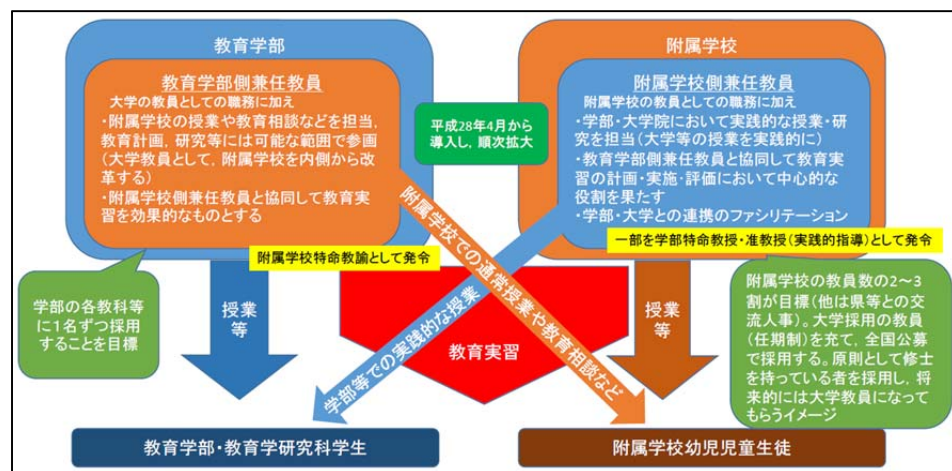 教育学部
教育学部側兼任教員
大学の教員としての職務に加え
・附属学校の授業や教育相談などを担当,
教育計画, 研究等には可能な範囲で参画
(大学教員として, 附属学校を内側から
改革する)
・附属学校側兼任教員と協同して教育実
習を効果的なものとする
附属学校特命教諭として発令
平成28年4月から
導入し, 順次拡大
附属学校
附属学校側兼任教員
附属学校の教員としての職務に加え
・学部・大学院において実践的な授業・研
究を担当(大学等の授業を実践的に)
・教育学部側兼任教員と協同して教育実
習の計画・実施・評価において中心的な
役割を果たす
・学部・大学との連携のファシリテーション
一部を学部特命教授・准教授(実践的指導)として発令
学部の各教科等
に1名ずつ採用
することを目標
授業
等
学部等での実践的な授業
附属学校での通常授業や教育相談など
教育実習
授業
等
附属学校の教員数の2~3
割が目標(他は県等との交
流人事)。大学採用の教員
(任期制)を充て, 全国公募
で採用する。原則として修士
を持っている者を採用し, 将
来的には大学教員になって
もらうイメージ
教育学部・教育学研究科学生
附属学校幼児児童生徒